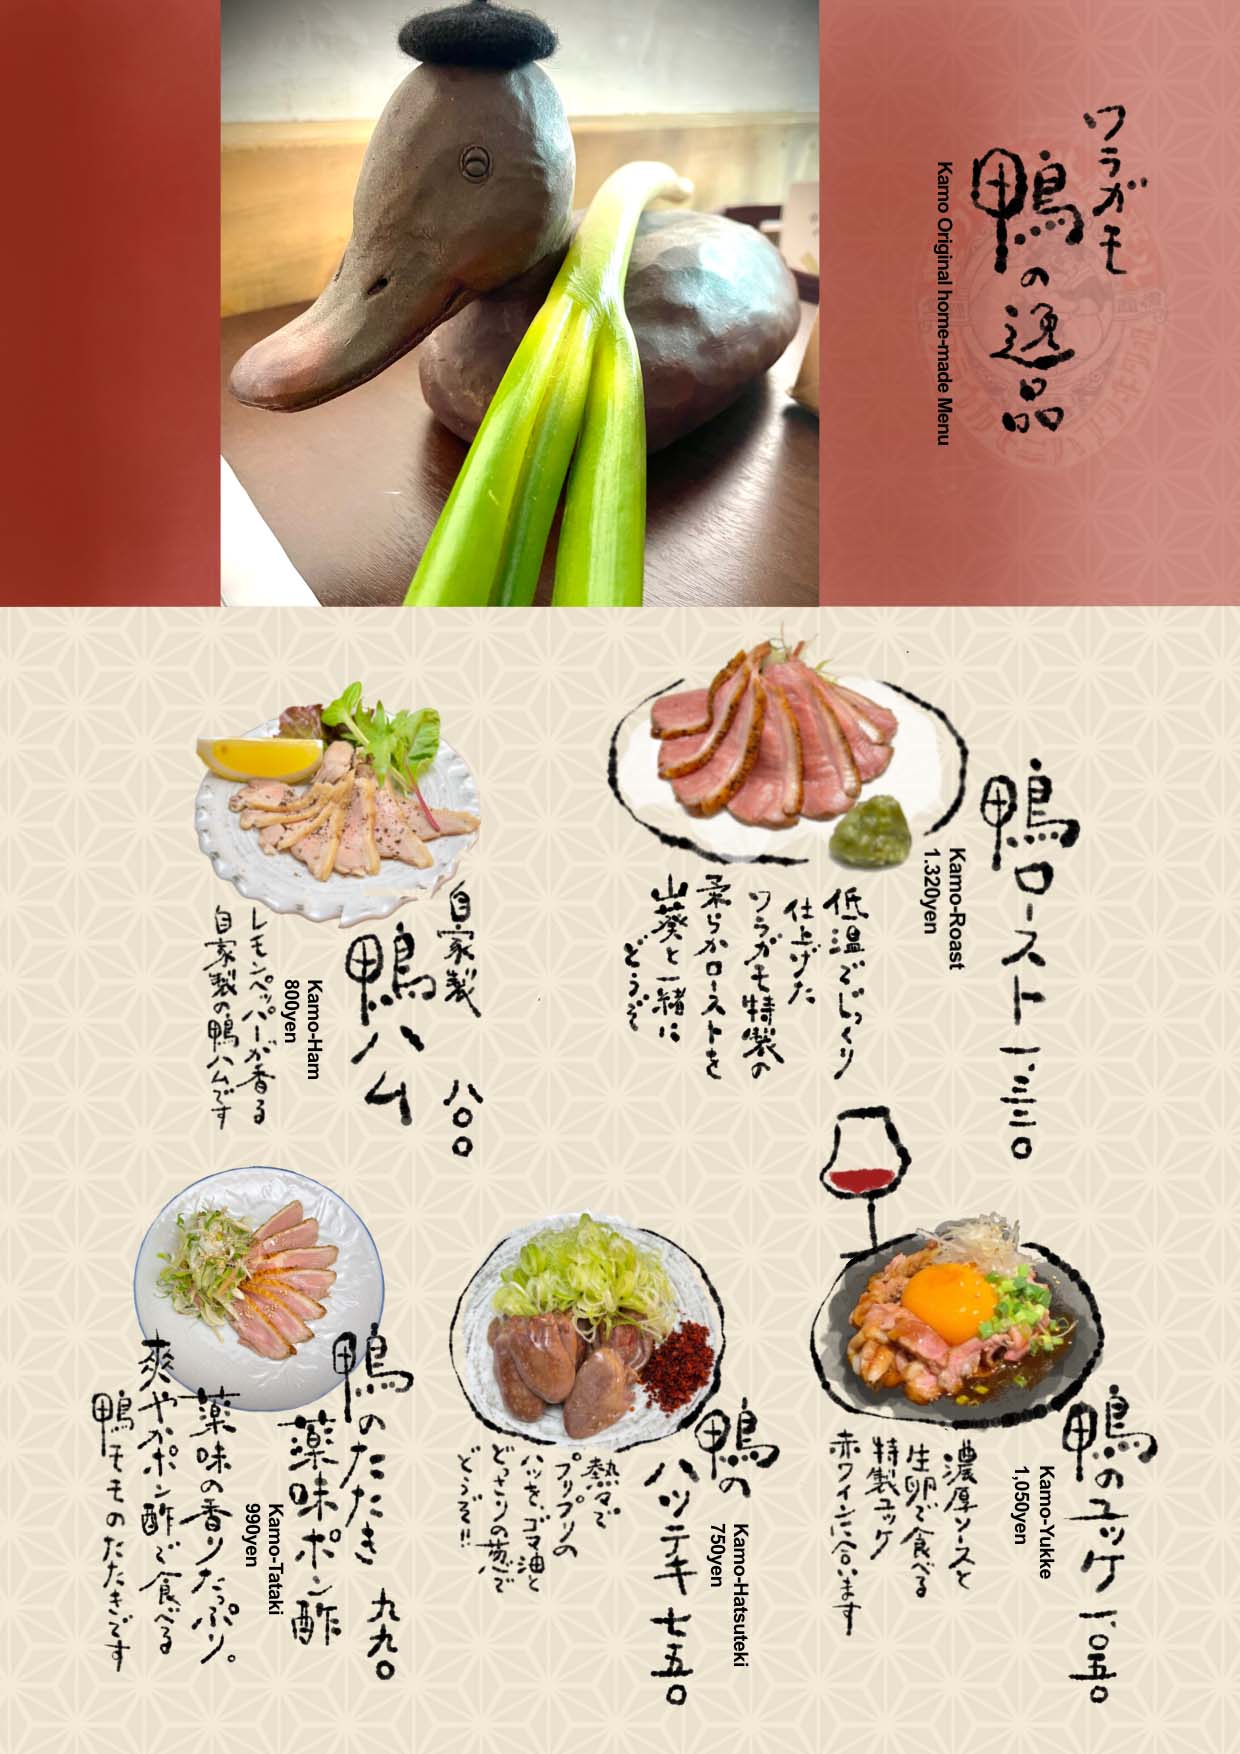 ワラガモ
鴨の逸品
Kamo Original home-made Menu
鴨ロースト 一、三二〇
Kamo-Roast
1.320yen
低温でじっくり
仕上げた
ワラガモ特製の
柔らかローストを
山葵と一緒に
どうぞ
自家製 八〇〇
鴨ハム
Kamo-Ham
800yen
レモンペッパーが香る
自家製の鴨ハムです
鴨のユッケ 一、〇五〇
Kamo-Yukke
1,050yen
濃厚ソースと
生卵で食べる
特製ユッケ
赤ワインに合います
鴨の
ハツテキ 七五〇
Kamo-Hatsuteki
750yen
熱々で
プリプリの
ハツを、ゴマ油と
どっさりの葱で
どうぞ!!
鴨のたたき 九九〇
薬味ポン酢
Kamo-Tataki
990yen
薬味の香りたっぷり。
爽やかポン酢で食べる
鴨モモのたたきです